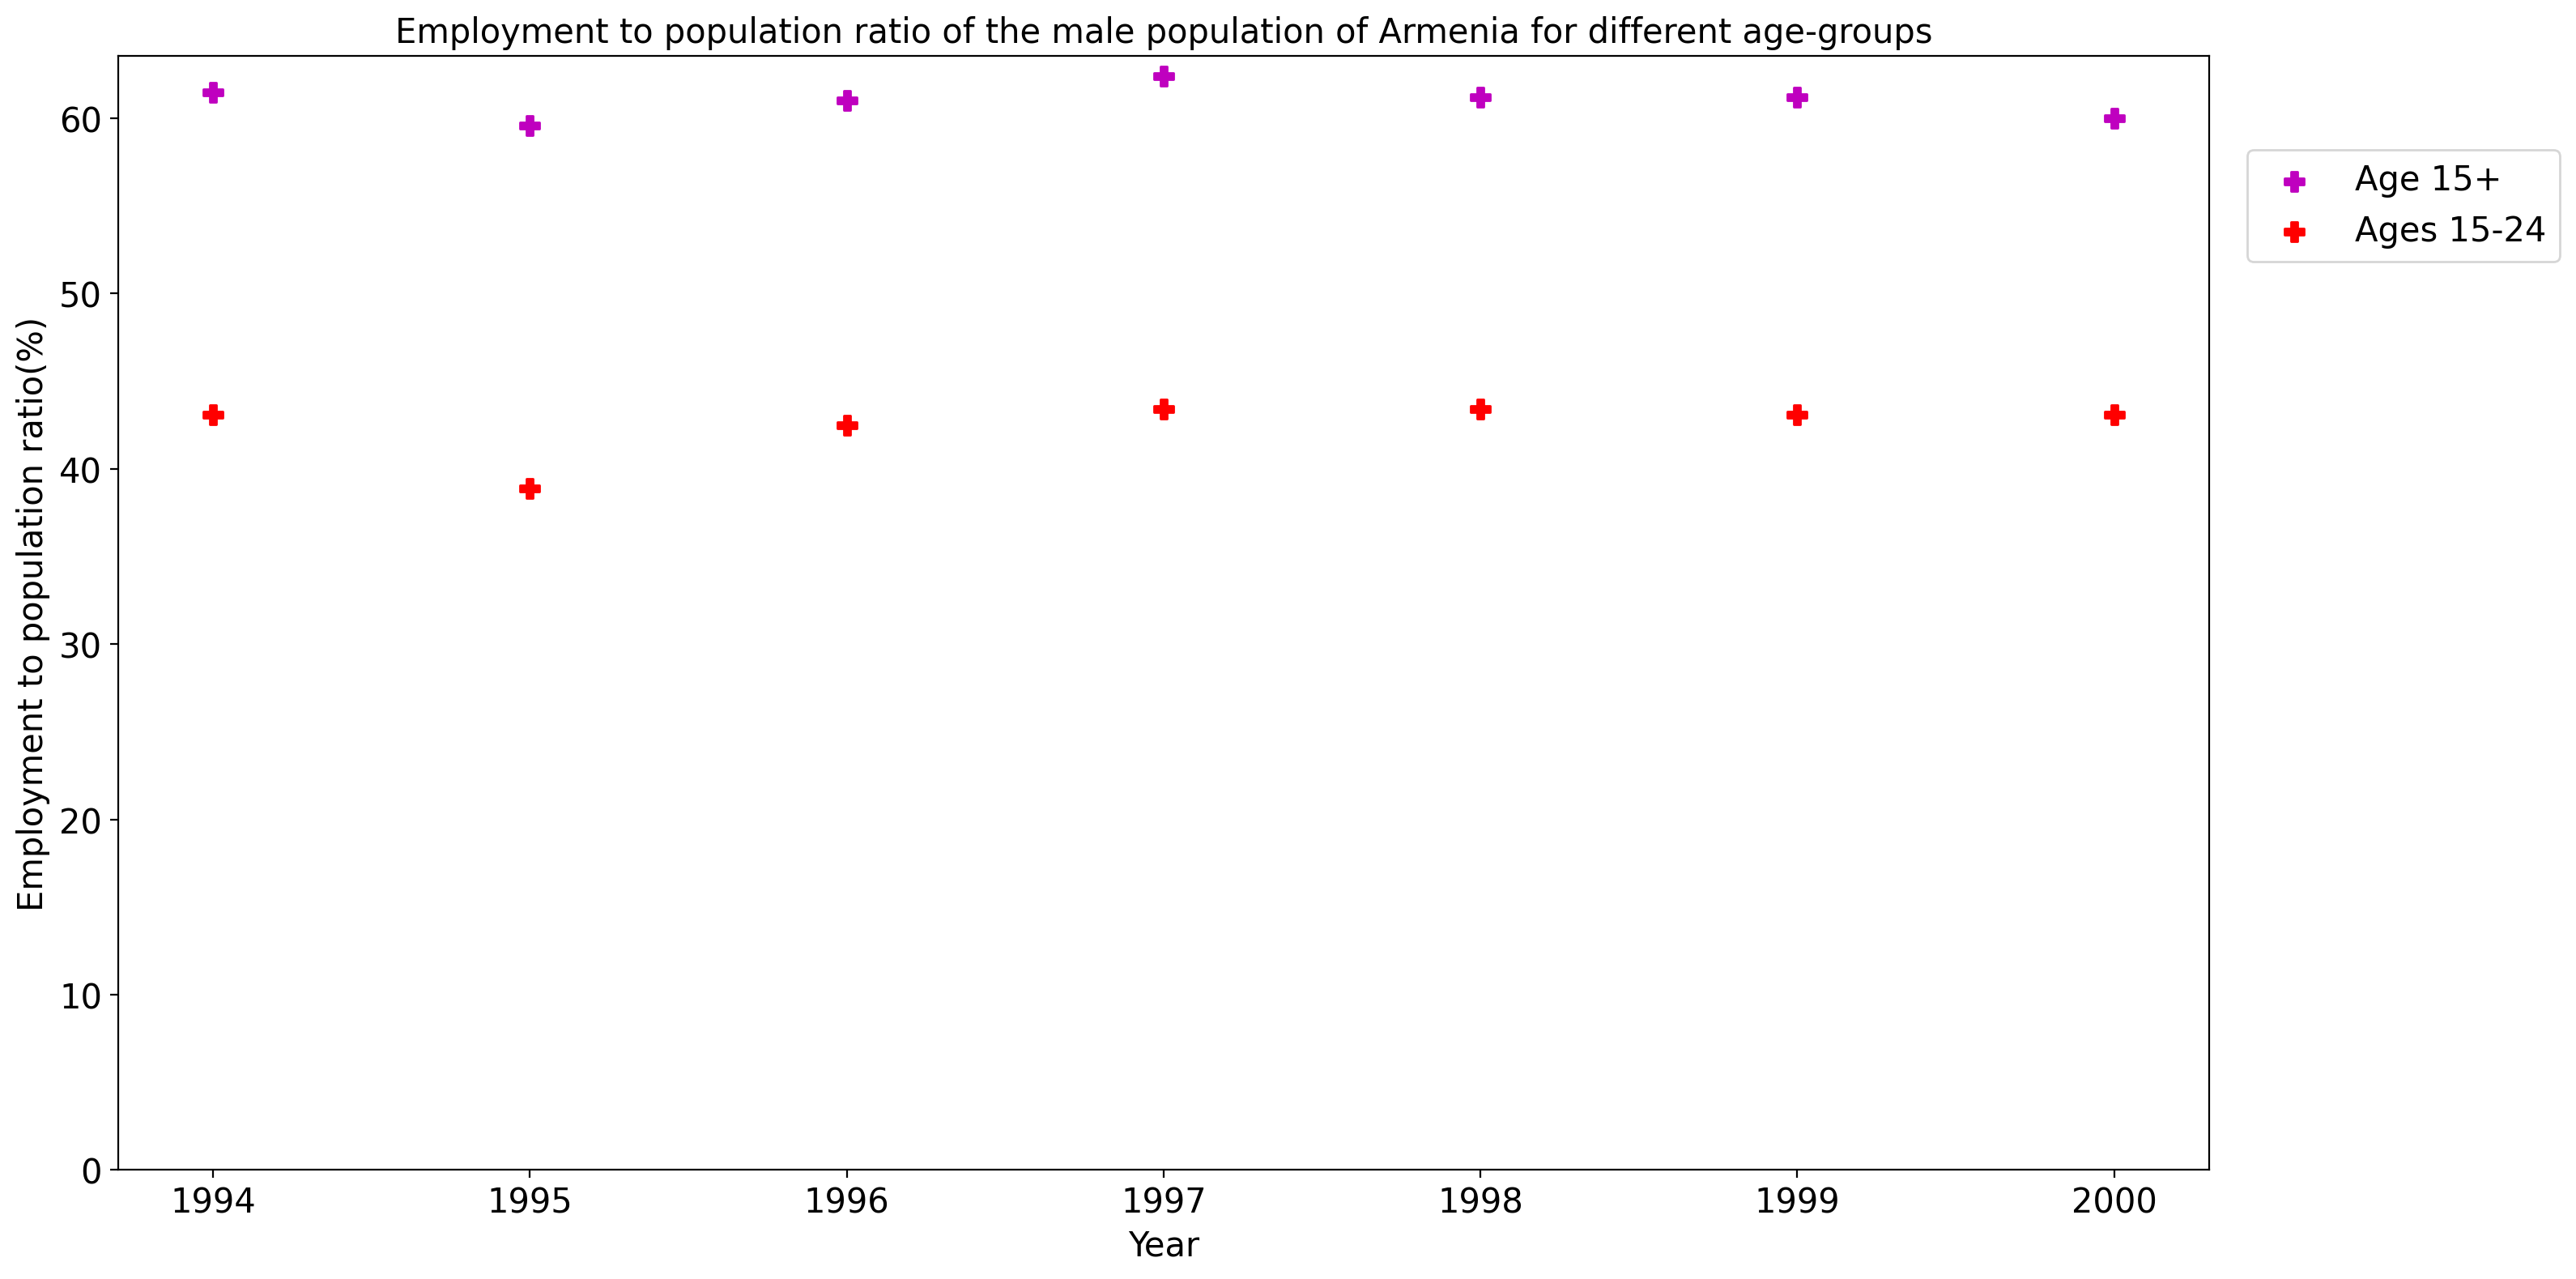 Employment to population ratio of the male population of Armenia for different age-groups
Employment to population ratio(%)
60
50
40
30
20
10
0
1994 1995 1996 1997 1998 1999 2000
Year
Age 15+
Ages 15-24